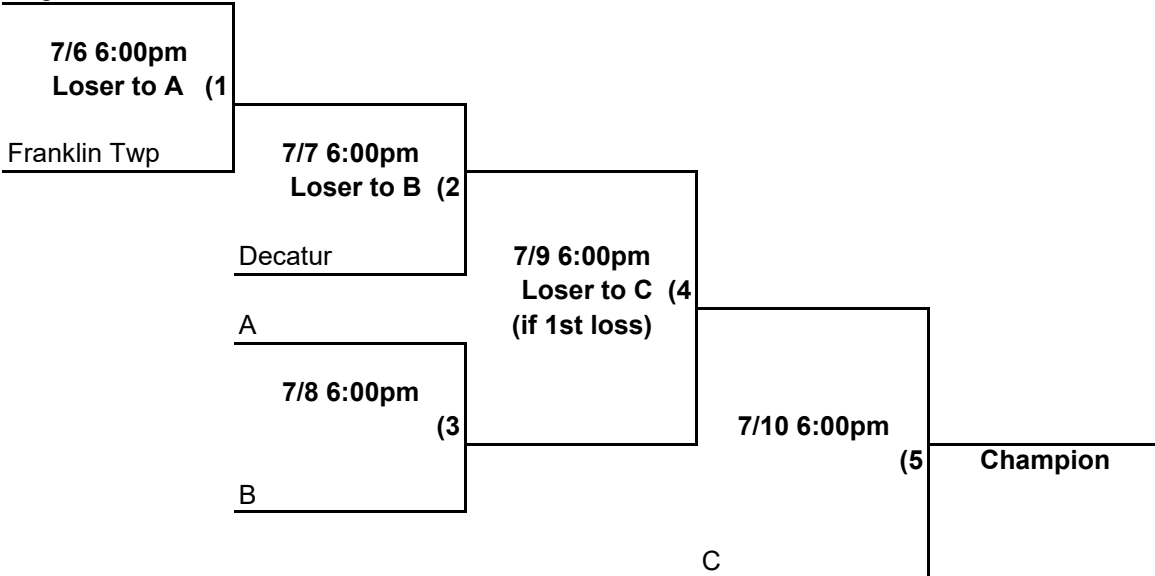 7/6 6:00pm
Loser to A (1
Franklin Twp
7/7 6:00pm
Loser to B (2
Decatur
7/9 6:00pm
Loser to C (4
(if 1st loss)
A
7/8 6:00pm
(3
B
7/10 6:00pm
(5
Champion
C